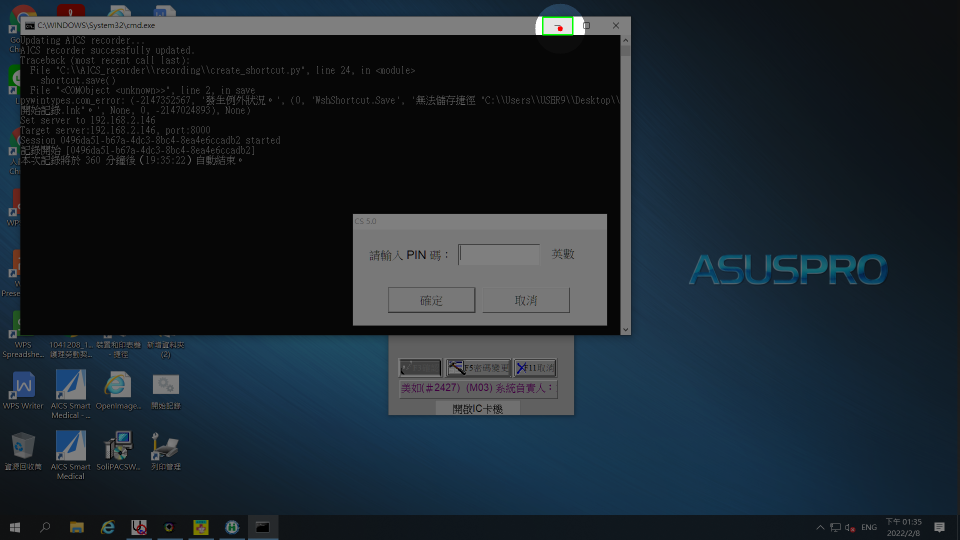 C:\WINDOWS\System32\cmd.exe
Updating AICS recorder...
AICS recorder successfully updated.
Traceback (most recent call last):
File "C:\\AICS_recorder\\recording\\create_shortcut.py", line 24, in <module>
shortcut.save()
File "<COMObject <unknown>>", line 2, in save
pywintypes.com_error: (-2147352567, '發生例外狀況。', (0, 'WshShortcut.Save', '無法儲存捷徑 "C:\\Users\\USER9\\Desktop\\
開始記錄.lnk"。', None, 0, -2147024893), None)
Set server to 192.168.2.146
Target server:192.168.2.146, port:8000
Session 0496da51-b67a-4dc3-8bc4-8ea4e6ccadb2 started
記錄開始 [0496da51-b67a-4dc3-8bc4-8ea4e6ccadb2]
本次記錄將於 360 分鐘後 (19:35:22) 自動結束。
CS 5.0
請輸入 PIN 碼：
英數
確定
取消
ASUSPRO
WPS
Spreadshe...
1041208_1...
護理勞動契...
裝置和印表機
- 捷徑
新增資料夾
(2)
F5密碼變更
F11取消
美如(#2427) (M03) 系統負責人：
開啟IC卡機
WPS Writer
AICS Smart
Medical - ...
OpenImage...
開始記錄
資源回收筒
AICS Smart
Medical
SoliPACSW...
列印管理
ENG
下午 01:35
2022/2/8